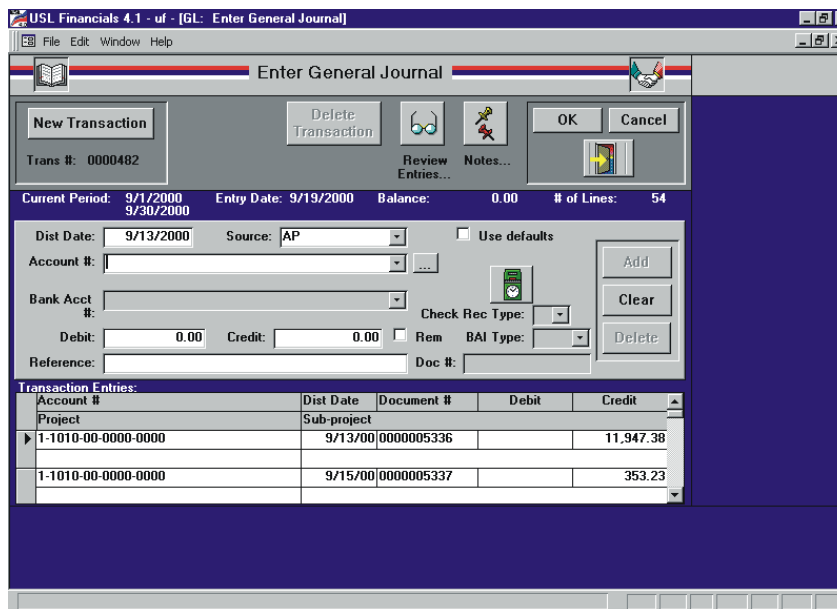 USL Financials 4.1 - uf - [GL: Enter General Journal]
File Edit Window Help
Enter General Journal
New Transaction
Delete Transaction
OK Cancel
Trans #: 0000482
Review Entries...
Notes...
Current Period: 9/1/2000 Entry Date: 9/19/2000 Balance: 0.00 # of Lines: 54
9/30/2000
Dist Date: 9/13/2000 Source: AP Use defaults
Account #: ...
Add
Bank Acct #:
Clear
Check Rec Type:
Debit: 0.00 Credit: 0.00 Rem BAI Type:
Delete
Reference: Doc #:
Transaction Entries:
Account # Dist Date Document # Debit Credit
Project Sub-project
1-1010-00-0000-0000 9/13/00 0000005336 11,947.38
1-1010-00-0000-0000 9/15/00 0000005337 353.23